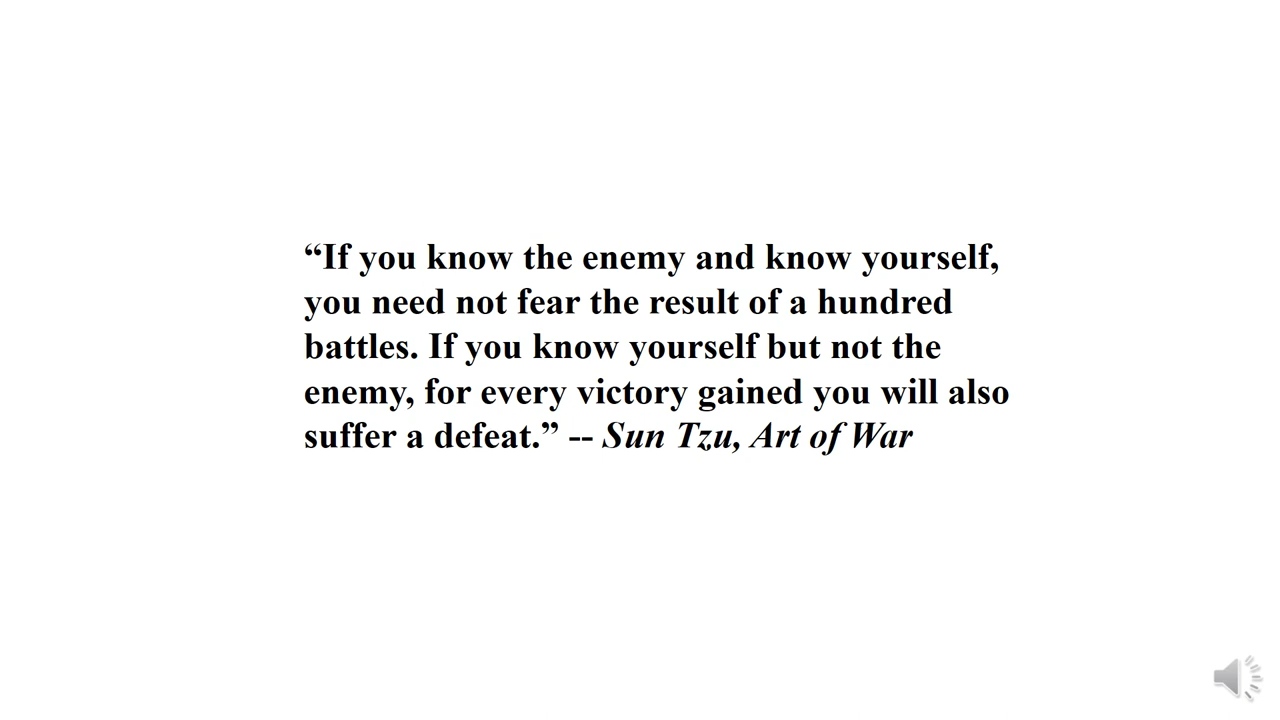 “If you know the enemy and know yourself,
you need not fear the result of a hundred
battles. If you know yourself but not the
enemy, for every victory gained you will also
suffer a defeat.” -- Sun Tzu, Art of War